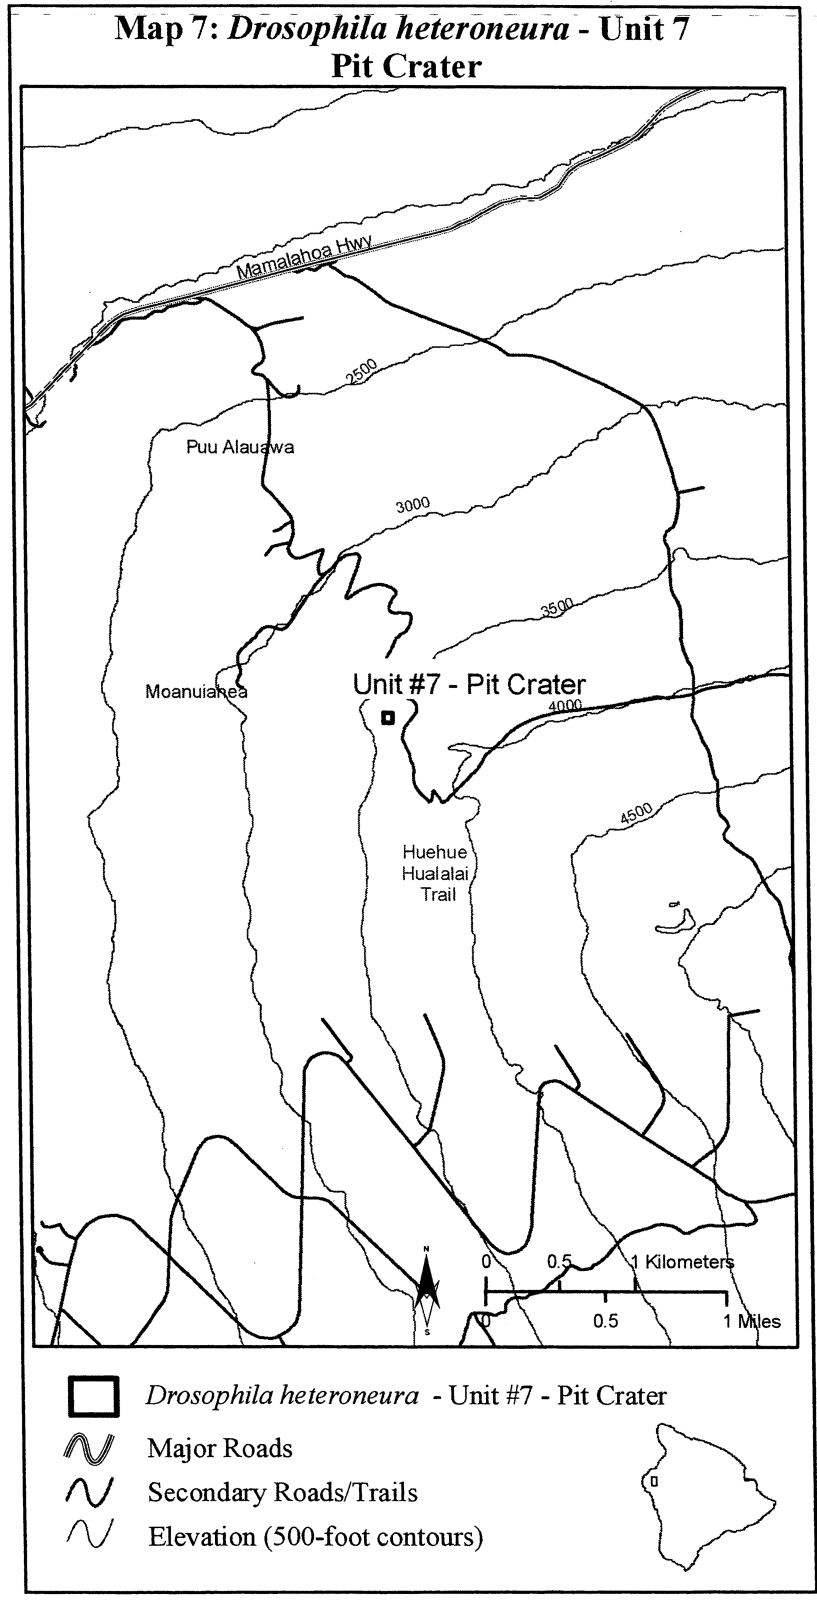 Map 7: Drosophila heteroneura - Unit 7
Pit Crater
Mamalahoa Hwy
2500
Puu Alauawa
3000
3500
Unit #7 - Pit Crater
Moanuiahea
4000
4500
Huehue
Hualalai
Trail
N
S
0 0.5 1 Kilometers
0 0.5 1 Miles
Drosophila heteroneura - Unit #7 - Pit Crater
Major Roads
Secondary Roads/Trails
Elevation (500-foot contours)